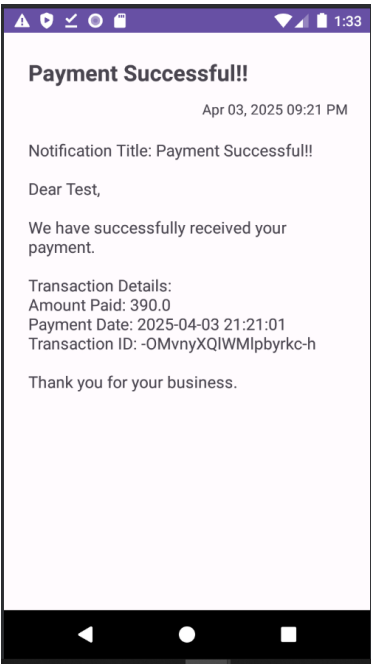 1:33
Payment Successful!!
Apr 03, 2025 09:21 PM
Notification Title: Payment Successful!!
Dear Test,
We have successfully received your
payment.
Transaction Details:
Amount Paid: 390.0
Payment Date: 2025-04-03 21:21:01
Transaction ID: -OMvnyXQlWMlpbyrkc-h
Thank you for your business.